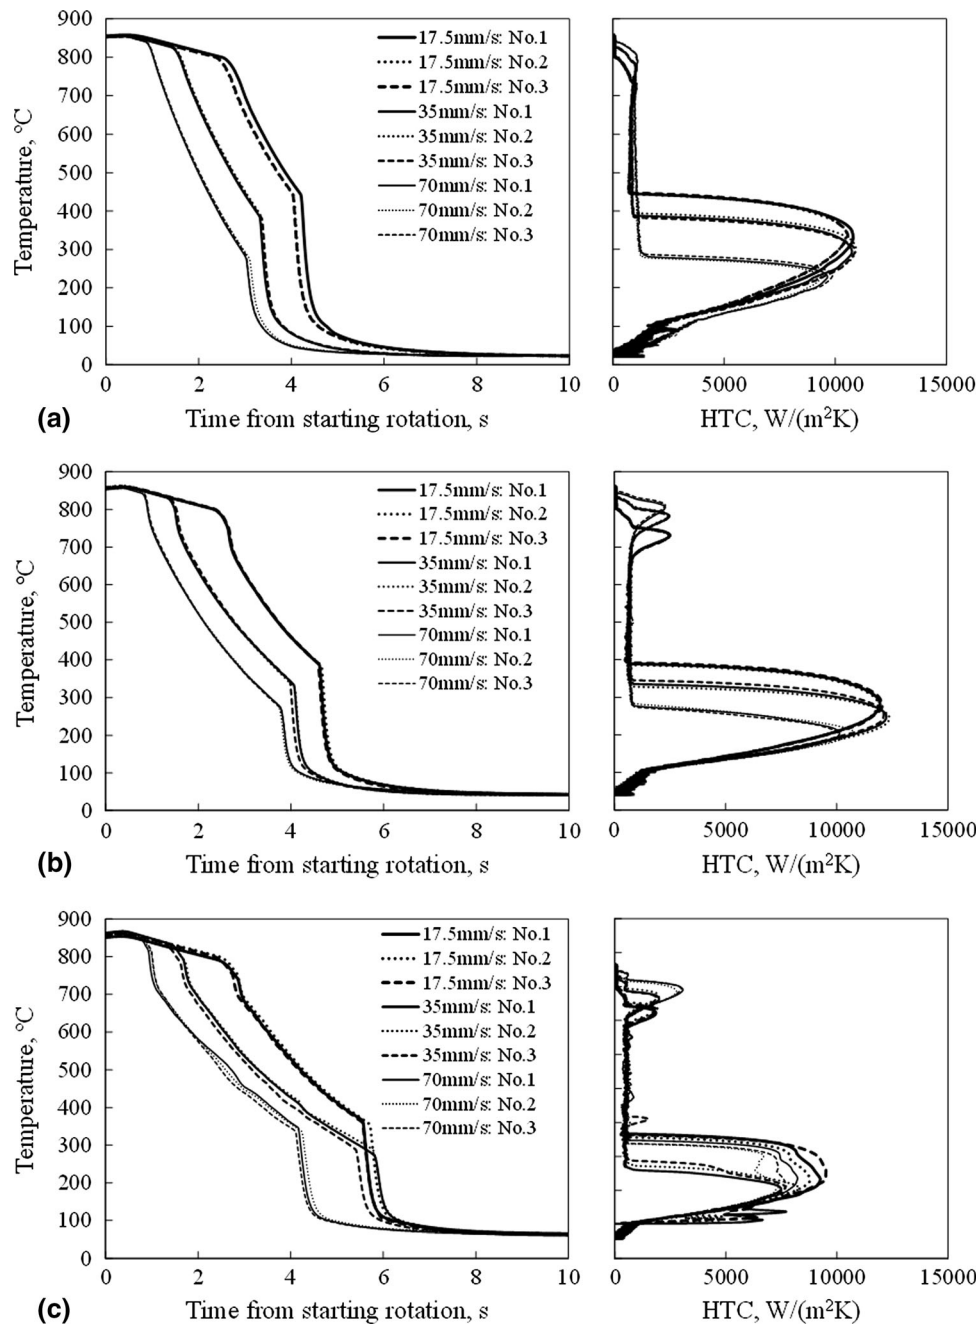 900
800
700
600
500
400
300
200
100
0
Temperature, °C
0 2 4 6 8 10
Time from starting rotation, s
17.5mm/s: No.1
17.5mm/s: No.2
17.5mm/s: No.3
35mm/s: No.1
35mm/s: No.2
35mm/s: No.3
70mm/s: No.1
70mm/s: No.2
70mm/s: No.3
0 5000 10000 15000
HTC, W/(m²K)
(a)
900
800
700
600
500
400
300
200
100
0
Temperature, °C
0 2 4 6 8 10
Time from starting rotation, s
17.5mm/s: No.1
17.5mm/s: No.2
17.5mm/s: No.3
35mm/s: No.1
35mm/s: No.2
35mm/s: No.3
70mm/s: No.1
70mm/s: No.2
70mm/s: No.3
0 5000 10000 15000
HTC, W/(m²K)
(b)
900
800
700
600
500
400
300
200
100
0
Temperature, °C
0 2 4 6 8 10
Time from starting rotation, s
17.5mm/s: No.1
17.5mm/s: No.2
17.5mm/s: No.3
35mm/s: No.1
35mm/s: No.2
35mm/s: No.3
70mm/s: No.1
70mm/s: No.2
70mm/s: No.3
0 5000 10000 15000
HTC, W/(m²K)
(c)